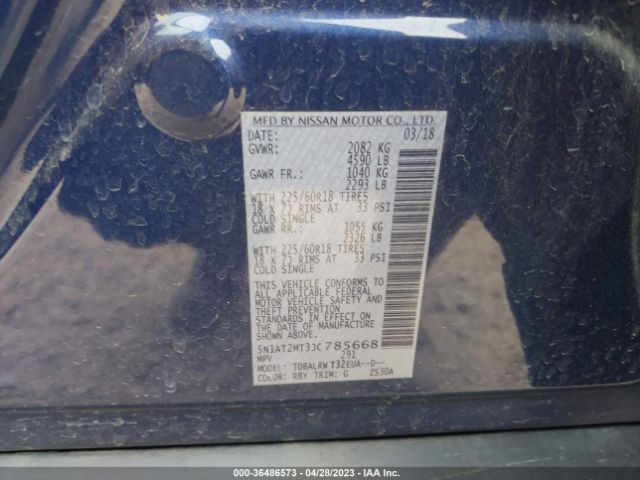 MFD BY NISSAN MOTOR CO., LTD.
DATE: 03/18
GVWR: 2082 KG
4590 LB
GAWR FR.: 1040 KG
2293 LB
WITH 225/60R18 TIRES
18 X 7J RIMS AT 33 PSI
COLD SINGLE
GAWR RR.: 1055 KG
2326 LB
WITH 225/60R18 TIRES
18 X 7J RIMS AT 33 PSI
COLD SINGLE
THIS VEHICLE CONFORMS TO
ALL APPLICABLE FEDERAL
MOTOR VEHICLE SAFETY AND
THEFT PREVENTION
STANDARDS IN EFFECT ON
THE DATE OF MANUFACTURE
SHOWN ABOVE.
5N1AT2MT3JC785668
MPV 291
MODEL: TDBALRW T32EUA--D--
COLOR: RBY TRIM: G ZS30A
000-36486573 - 04/28/2023 - IAA Inc.